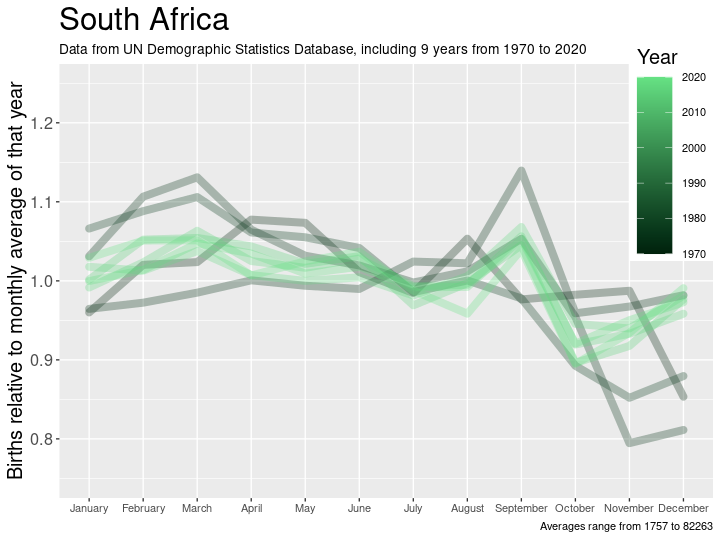 South Africa
Data from UN Demographic Statistics Database, including 9 years from 1970 to 2020
Year
2020
2010
2000
1990
1980
1970
Births relative to monthly average of that year
1.2
1.1
1.0
0.9
0.8
January February March April May June July August September October November December
Averages range from 1757 to 82263